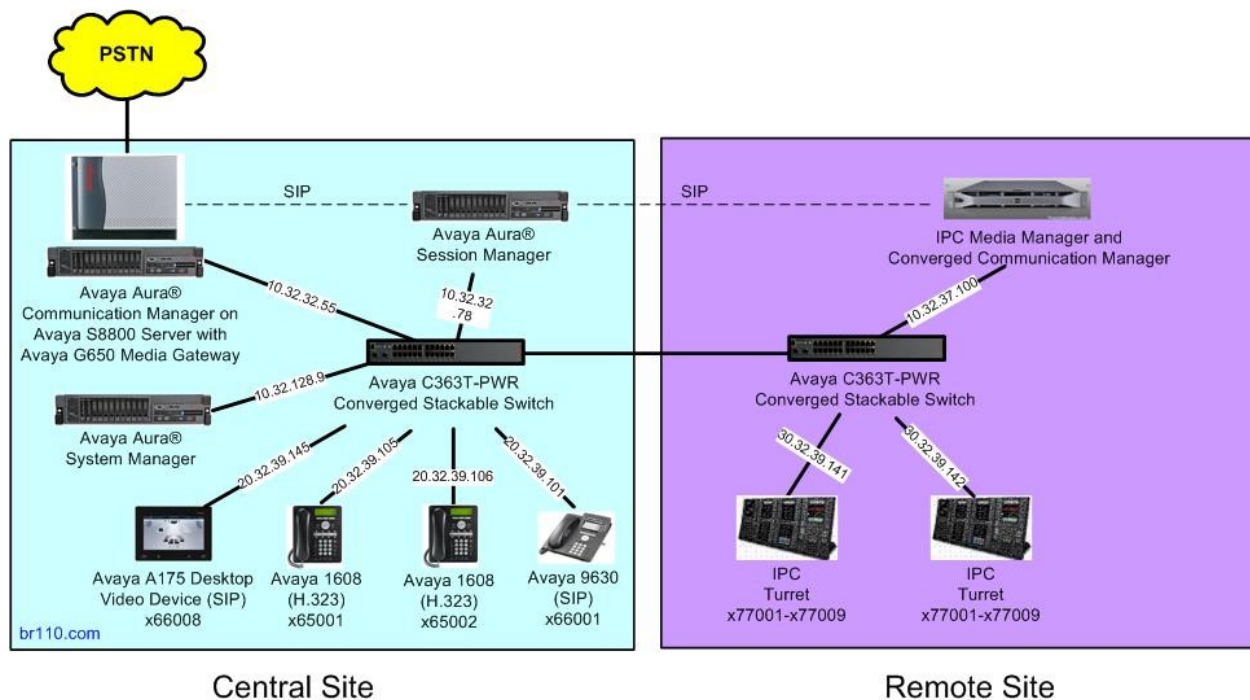 PSTN
SIP
SIP
Avaya Aura®
Session Manager
IPC Media Manager and
Converged Communication Manager
Avaya Aura®
Communication Manager on
Avaya S8800 Server with
Avaya G650 Media Gateway
10.32.32.55
10.32.32
.78
10.32.37.100
10.32.128.9
Avaya C363T-PWR
Converged Stackable Switch
Avaya C363T-PWR
Converged Stackable Switch
Avaya Aura®
System Manager
20.32.39.145
20.32.39.105
20.32.39.106
20.32.39.101
30.32.39.141
30.32.39.142
Avaya A175 Desktop
Video Device (SIP)
x66008
Avaya 1608
(H.323)
x65001
Avaya 1608
(H.323)
x65002
Avaya 9630
(SIP)
x66001
IPC
Turret
x77001-x77009
IPC
Turret
x77001-x77009
br110.com
Central Site
Remote Site